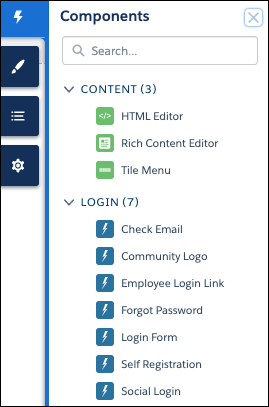 Components
Search...
CONTENT (3)
HTML Editor
Rich Content Editor
Tile Menu
LOGIN (7)
Check Email
Community Logo
Employee Login Link
Forgot Password
Login Form
Self Registration
Social Login